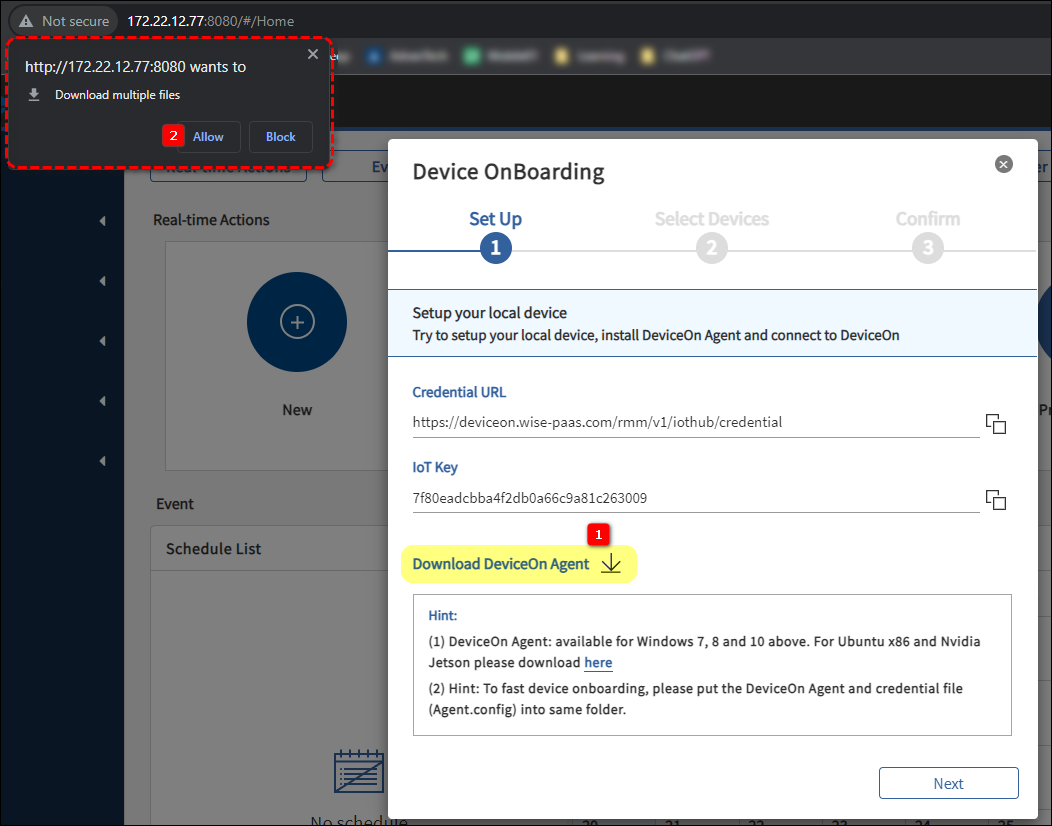 Not secure
172.22.12.77:8080/#/Home
http://172.22.12.77:8080 wants to
Download multiple files
2
Allow
Block
Device OnBoarding
Set Up
Select Devices
Confirm
1
2
3
Real-time Actions
Setup your local device
Try to setup your local device, install DeviceOn Agent and connect to DeviceOn
Credential URL
https://deviceon.wise-paas.com/rmm/v1/iothub/credential
New
IoT Key
7f80eadcbba4f2db0a66c9a81c263009
Event
1
Schedule List
Download DeviceOn Agent
Hint:
(1) DeviceOn Agent: available for Windows 7, 8 and 10 above. For Ubuntu x86 and Nvidia
Jetson please download here
(2) Hint: To fast device onboarding, please put the DeviceOn Agent and credential file
(Agent.config) into same folder.
Next
No schedule